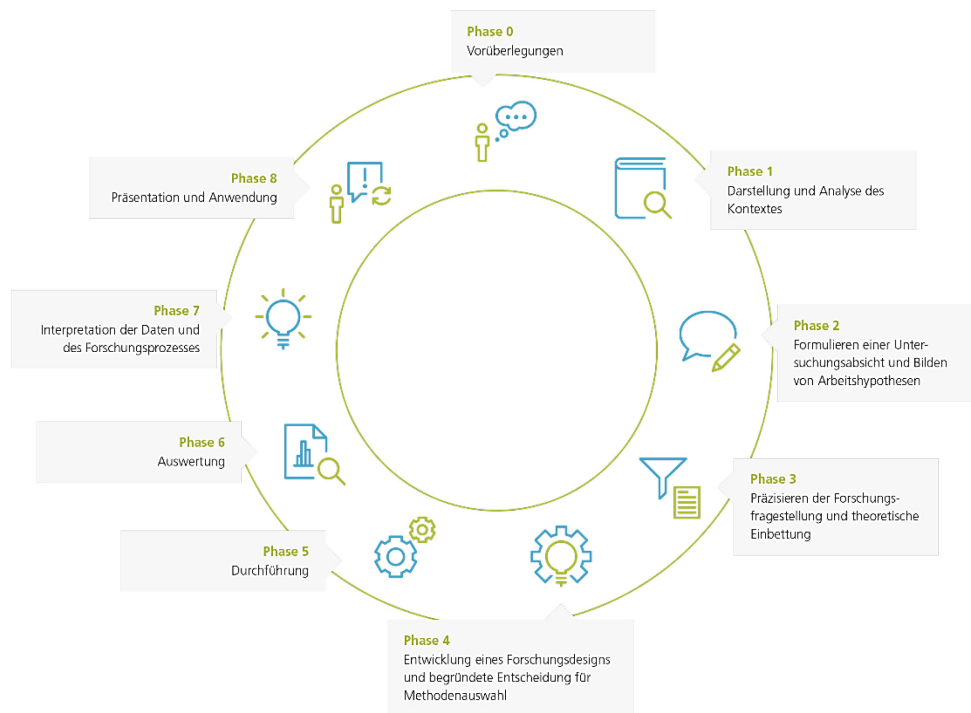 Phase 0
Vorüberlegungen
Phase 1
Darstellung und Analyse des
Kontextes
Phase 2
Formulieren einer Unter-
suchungsabsicht und Bilden
von Arbeitshypothesen
Phase 3
Präzisieren der Forschungs-
fragestellung und theoretische
Einbettung
Phase 4
Entwicklung eines Forschungsdesigns
und begründete Entscheidung für
Methodenauswahl
Phase 5
Durchführung
Phase 6
Auswertung
Phase 7
Interpretation der Daten und
des Forschungsprozesses
Phase 8
Präsentation und Anwendung